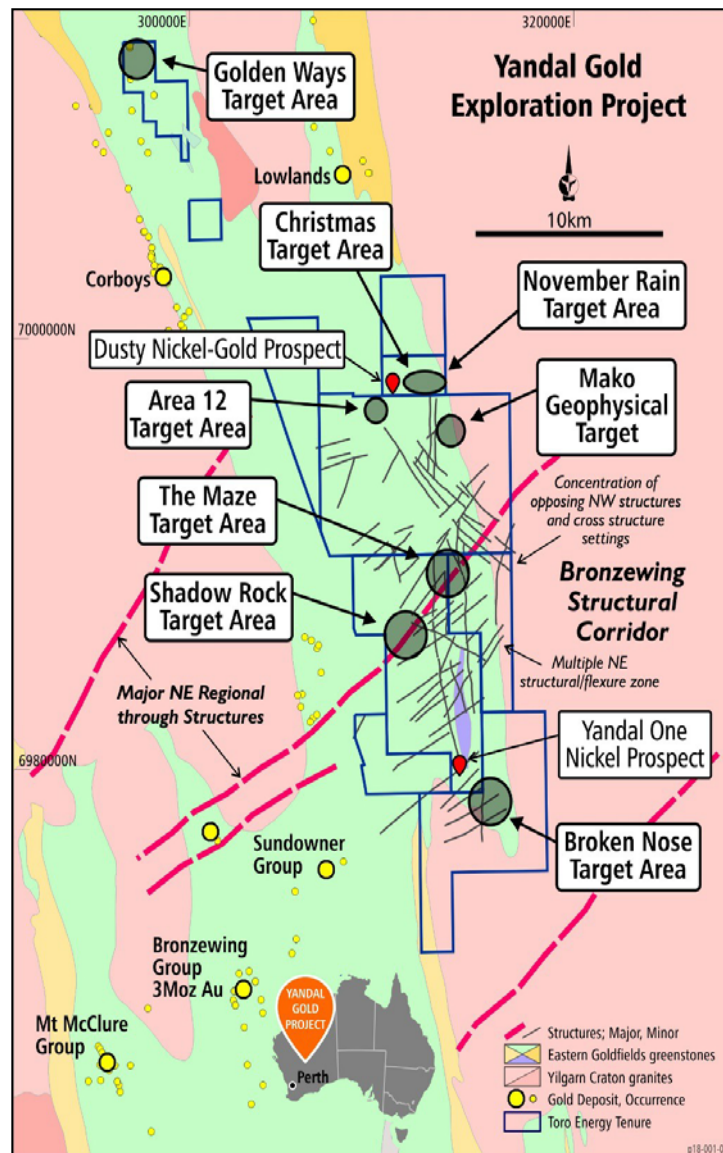 300000E
320000E
Golden Ways
Target Area
Yandal Gold
Exploration Project
Lowlands
10km
Christmas
Target Area
November Rain
Target Area
Corboys
7000000N
Dusty Nickel-Gold Prospect
Mako
Geophysical
Target
Area 12
Target Area
Concentration of
opposing NW structures
and cross structure
settings
The Maze
Target Area
Bronzewing
Structural
Corridor
Shadow Rock
Target Area
Multiple NE
structural/flexure zone
Major NE Regional
through Structures
Yandal One
Nickel Prospect
6980000N
Sundowner
Group
Broken Nose
Target Area
Bronzewing
Group
3Moz Au
YANDAL
GOLD
PROJECT
Mt McClure
Group
Perth
Structures; Major, Minor
Eastern Goldfields greenstones
Yilgarn Craton granites
Gold Deposit, Occurrence
Toro Energy Tenure